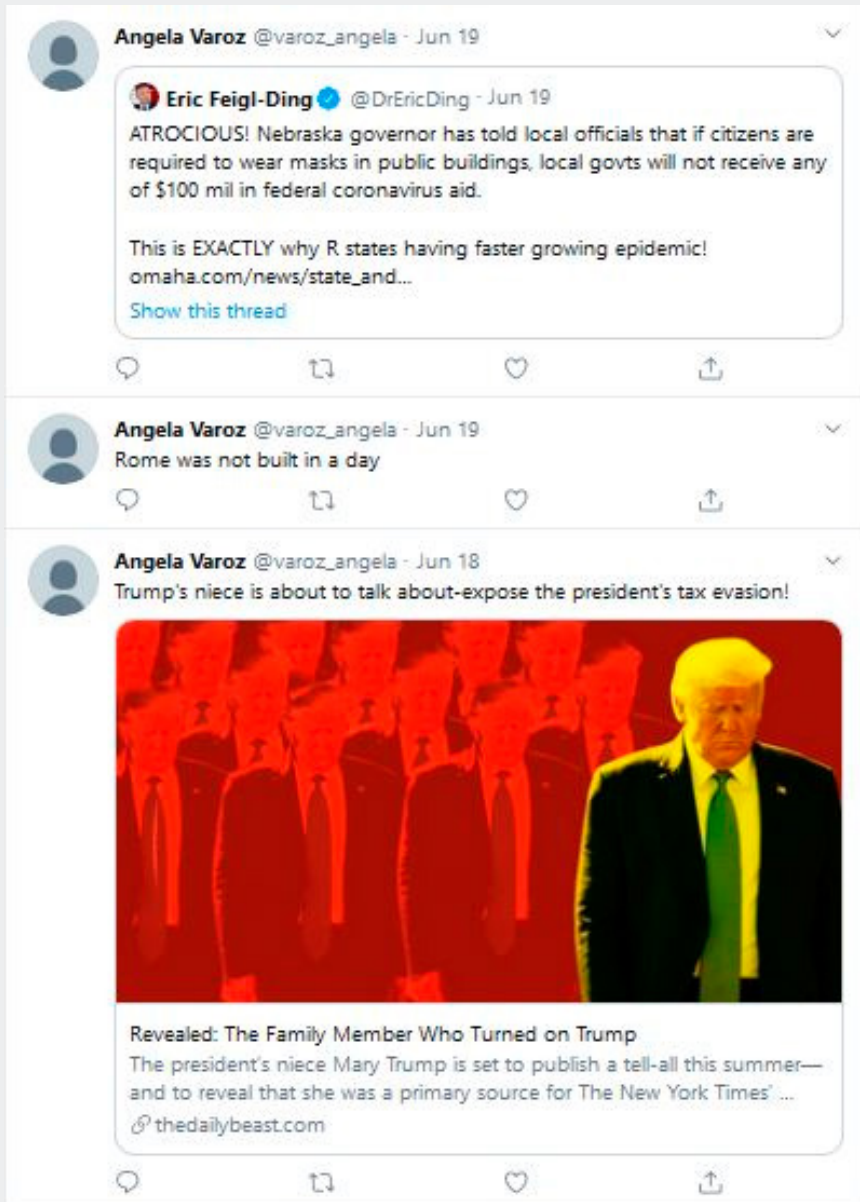 Angela Varoz @varoz_angela · Jun 19
Eric Feigl-Ding @DrEricDing · Jun 19
ATROCIOUS! Nebraska governor has told local officials that if citizens are
required to wear masks in public buildings, local govts will not receive any
of $100 mil in federal coronavirus aid.
This is EXACTLY why R states having faster growing epidemic!
omaha.com/news/state_and...
Show this thread
Angela Varoz @varoz_angela · Jun 19
Rome was not built in a day
Angela Varoz @varoz_angela · Jun 18
Trump's niece is about to talk about-expose the president's tax evasion!
Revealed: The Family Member Who Turned on Trump
The president's niece Mary Trump is set to publish a tell-all this summer—
and to reveal that she was a primary source for The New York Times' ...
thedailybeast.com